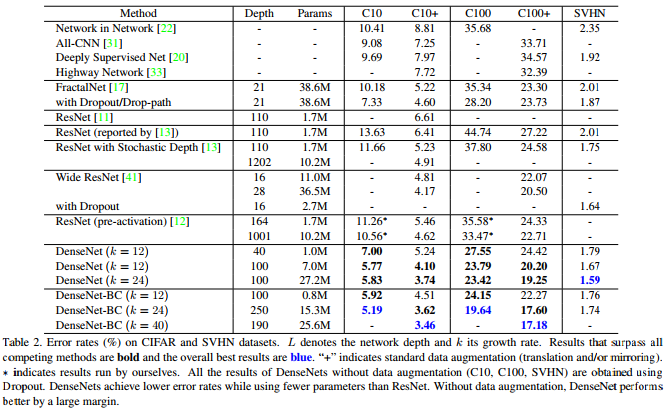 Method Depth Params C10 C10+ C100 C100+ SVHN
Network in Network [22] - - 10.41 8.81 35.68 - 2.35
All-CNN [31] - - 9.08 7.25 - 33.71 -
Deeply Supervised Net [20] - - 9.69 7.97 - 34.57 1.92
Highway Network [33] - - - 7.72 - 32.39 -
FractalNet [17] 21 38.6M 10.18 5.22 35.34 23.30 2.01
with Dropout/Drop-path 21 38.6M 7.33 4.60 28.20 23.73 1.87
ResNet [11] 110 1.7M - 6.61 - - -
ResNet (reported by [13]) 110 1.7M 13.63 6.41 44.74 27.22 2.01
ResNet with Stochastic Depth [13] 110 1.7M 11.66 5.23 37.80 24.58 1.75
1202 10.2M - 4.91 - - -
Wide ResNet [41] 16 11.0M - 4.81 - 22.07 -
28 36.5M - 4.17 - 20.50 -
with Dropout 16 2.7M - - - - 1.64
ResNet (pre-activation) [12] 164 1.7M 11.26* 5.46 35.58* 24.33 -
1001 10.2M 10.56* 4.62 33.47* 22.71 -
DenseNet (k = 12) 40 1.0M 7.00 5.24 27.55 24.42 1.79
DenseNet (k = 12) 100 7.0M 5.77 4.10 23.79 20.20 1.67
DenseNet (k = 24) 100 27.2M 5.83 3.74 23.42 19.25 1.59
DenseNet-BC (k = 12) 100 0.8M 5.92 4.51 24.15 22.27 1.76
DenseNet-BC (k = 24) 250 15.3M 5.19 3.62 19.64 17.60 1.74
DenseNet-BC (k = 40) 190 25.6M - 3.46 - 17.18 -
Table 2. Error rates (%) on CIFAR and SVHN datasets. L denotes the network depth and k its growth rate. Results that surpass all
competing methods are bold and the overall best results are blue. “+” indicates standard data augmentation (translation and/or mirroring).
* indicates results run by ourselves. All the results of DenseNets without data augmentation (C10, C100, SVHN) are obtained using
Dropout. DenseNets achieve lower error rates while using fewer parameters than ResNet. Without data augmentation, DenseNet performs
better by a large margin.